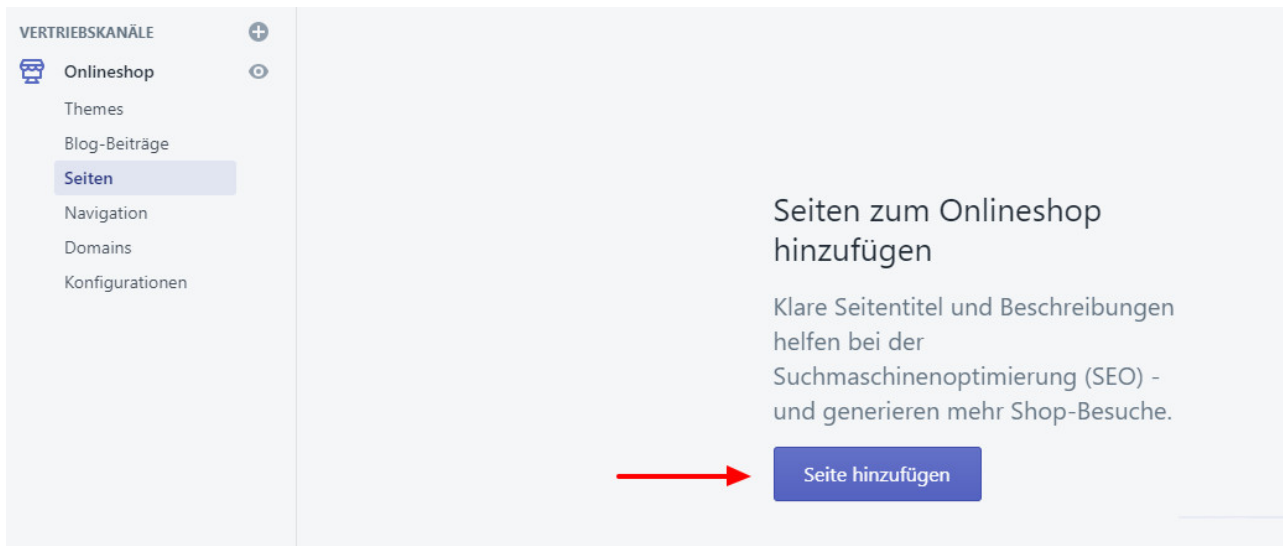 VERTRIEBSKANÄLE
Onlineshop
Themes
Blog-Beiträge
Seiten
Navigation
Domains
Konfigurationen
Seiten zum Onlineshop
hinzufügen
Klare Seitentitel und Beschreibungen
helfen bei der
Suchmaschinenoptimierung (SEO) -
und generieren mehr Shop-Besuche.
Seite hinzufügen